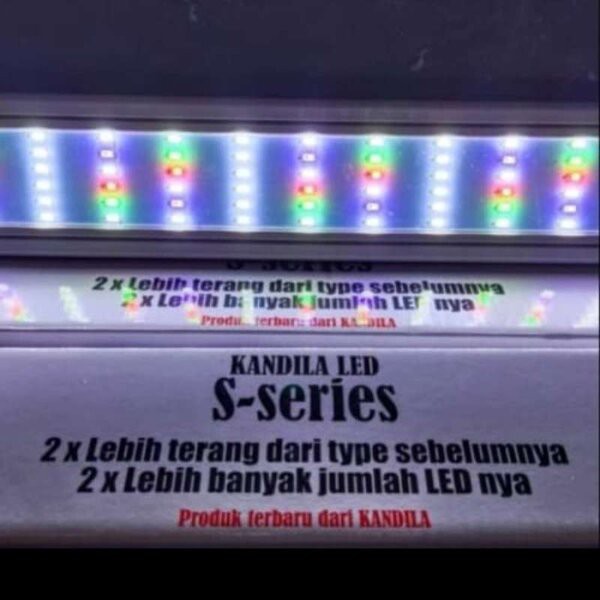 S-series
2 x Lebih terang dari type sebelumnya
2 x Lebih banyak jumlah LED nya
Produk terbaru dari KANDILA
KANDILA LED
S-series
2 x Lebih terang dari type sebelumnya
2 x Lebih banyak jumlah LED nya
Produk terbaru dari KANDILA